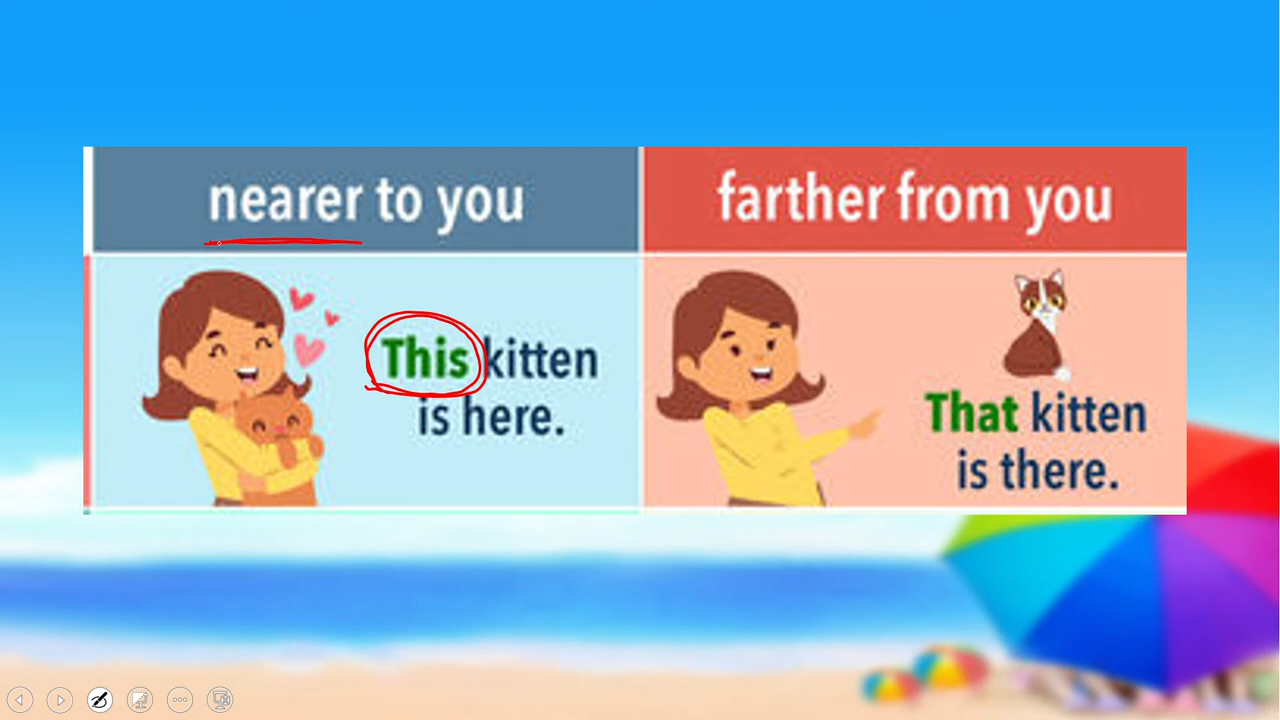 nearer to you
farther from you
This kitten
is here.
That kitten
is there.